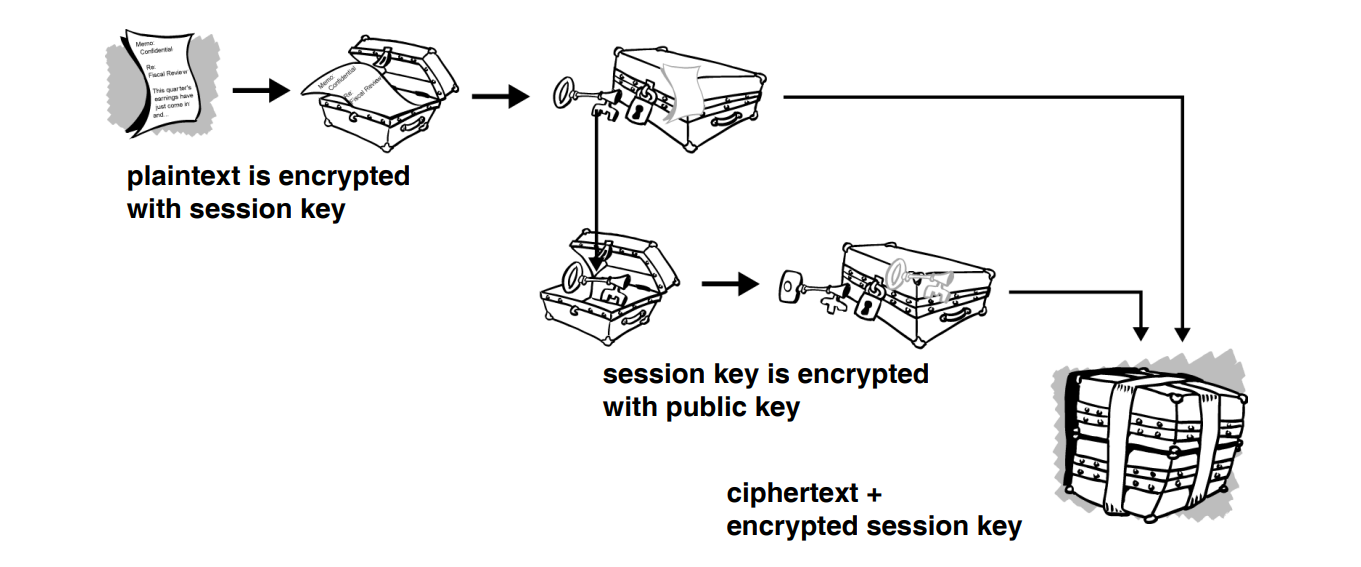 Memo:
Confidential
Re:
Fiscal Review
This quarter's
earnings have
just come in
and...
Memo:
Confidential
Re:
Fiscal Review
plaintext is encrypted
with session key
session key is encrypted
with public key
ciphertext +
encrypted session key